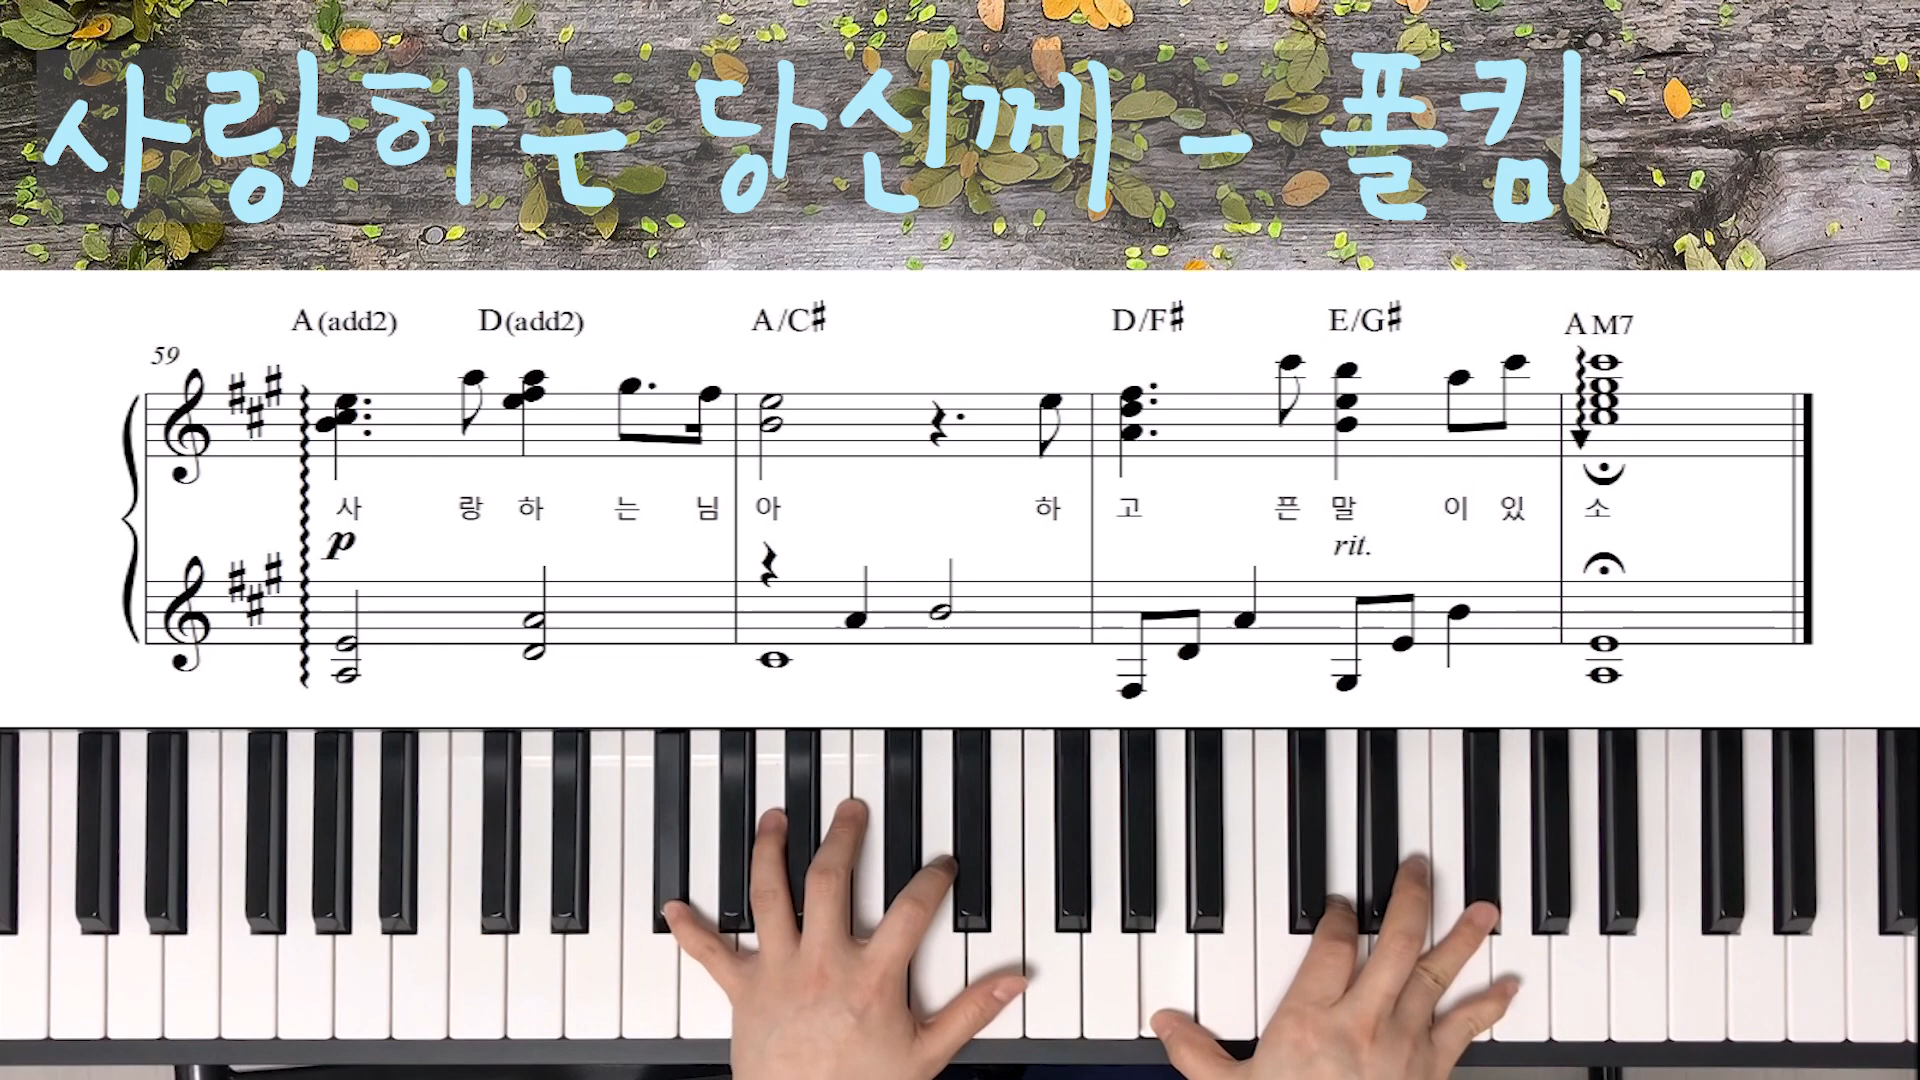 사랑하는 당신께 - 폴킴
A(add2) D(add2) A/C♯ D/F♯ E/G♯ AM7
59
사 랑 하 는 님 아 하 고 픈 말 이 있 소
p rit.